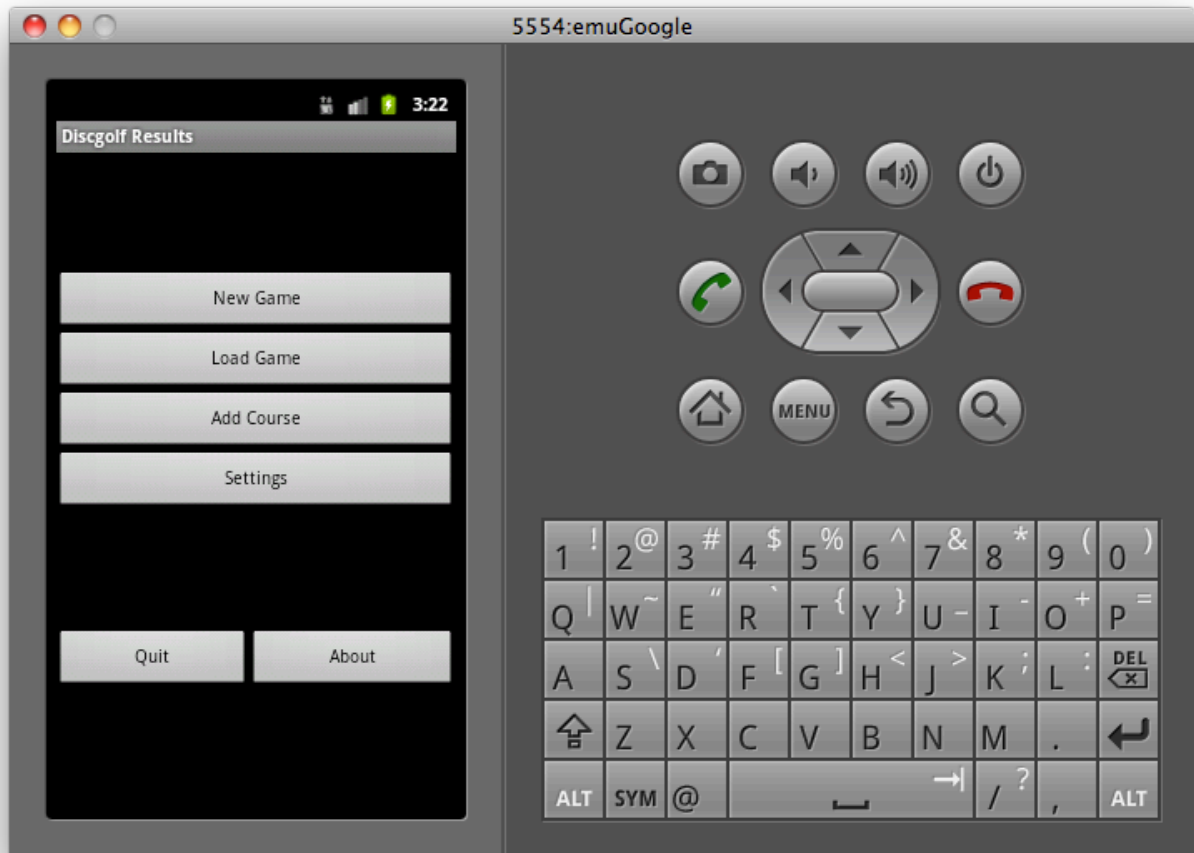 5554:emuGoogle
3:22
Discgolf Results
New Game
Load Game
Add Course
Settings
Quit About
MENU
1 ! 2 @ 3 # 4 $ 5 % 6 ^ 7 & 8 * 9 ( 0 )
Q | W ~ E " R ` T { Y } U _ I - O + P =
A S \ D ' F [ G ] H < J > K ; L : DEL
Z X C V B N M .
ALT SYM @ / ? , ALT